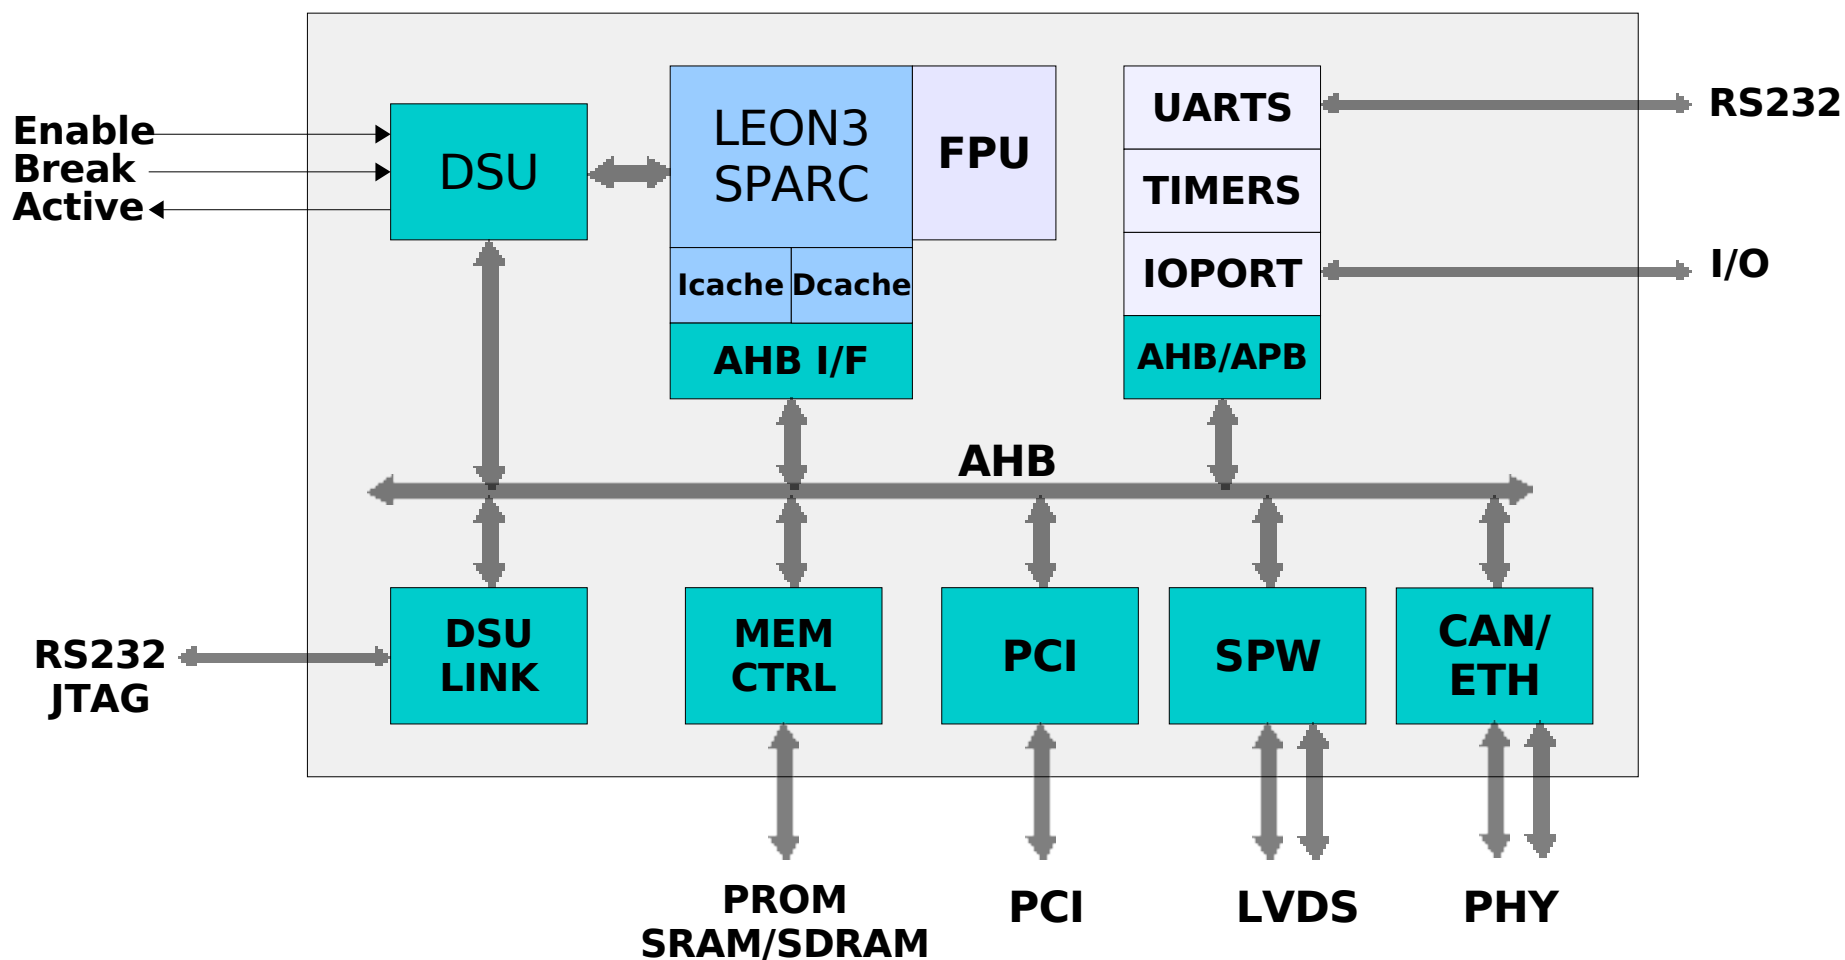 Enable
Break
Active
DSU
LEON3
SPARC
FPU
Icache
Dcache
AHB I/F
UARTS
TIMERS
IOPORT
AHB/APB
RS232
I/O
AHB
RS232
JTAG
DSU
LINK
MEM
CTRL
PCI
SPW
CAN/
ETH
PROM
SRAM/SDRAM
PCI
LVDS
PHY